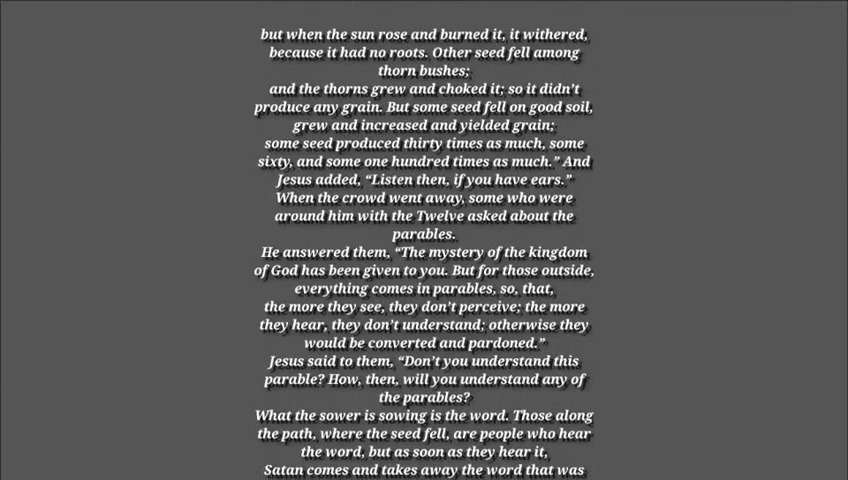 but when the sun rose and burned it, it withered,
because it had no roots. Other seed fell among
thorn bushes;
and the thorns grew and choked it; so it didn't
produce any grain. But some seed fell on good soil,
grew and increased and yielded grain;
some seed produced thirty times as much, some
sixty, and some one hundred times as much.” And
Jesus added, “Listen then, if you have ears.”
When the crowd went away, some who were
around him with the Twelve asked about the
parables.
He answered them, “The mystery of the kingdom
of God has been given to you. But for those outside,
everything comes in parables, so, that,
the more they see, they don't perceive; the more
they hear, they don't understand; otherwise they
would be converted and pardoned.”
Jesus said to them, “Don't you understand this
parable? How, then, will you understand any of
the parables?
What the sower is sowing is the word. Those along
the path, where the seed fell, are people who hear
the word, but as soon as they hear it,
Satan comes and takes away the word that was